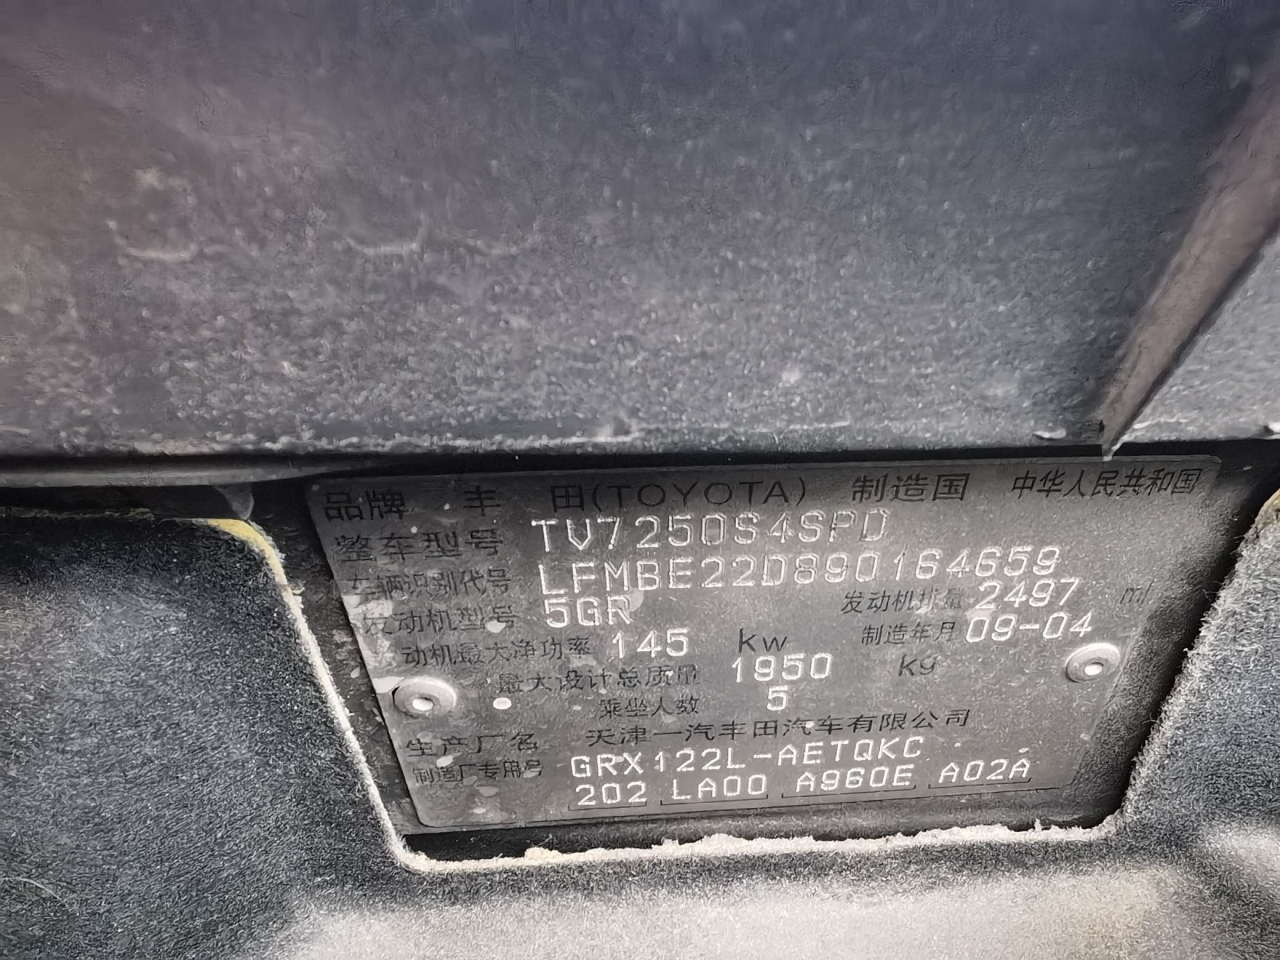 品牌 丰田(TOYOTA) 制造国 中华人民共和国
整车型号 TV7250S4SPD
车辆识别代号 LFMBE22D890164659
发动机型号 5GR 发动机排量 2497 ml
发动机最大净功率 145 kw 制造年月 09-04
最大设计总质量 1950 kg
乘坐人数 5
生产厂名 天津一汽丰田汽车有限公司
制造厂专用号 GRX122L-AETQKC
202 LA00 A960E A02A